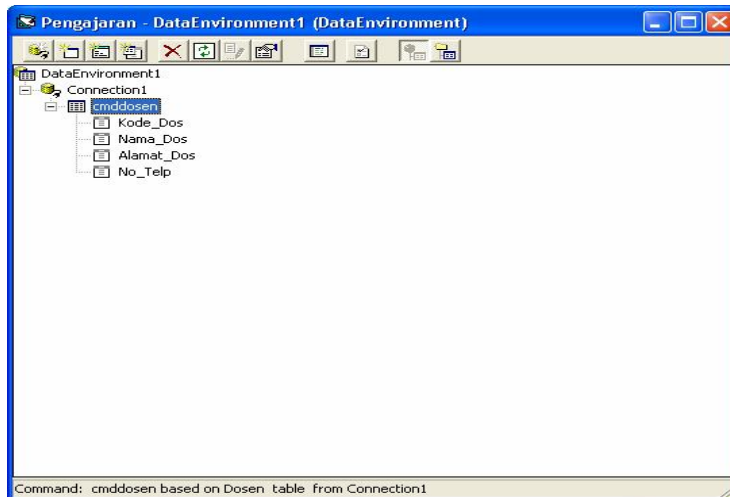 Pengajaran - DataEnvironment1 (DataEnvironment)
DataEnvironment1
Connection1
cmddosen
Kode_Dos
Nama_Dos
Alamat_Dos
No_Telp
Command: cmddosen based on Dosen table from Connection1